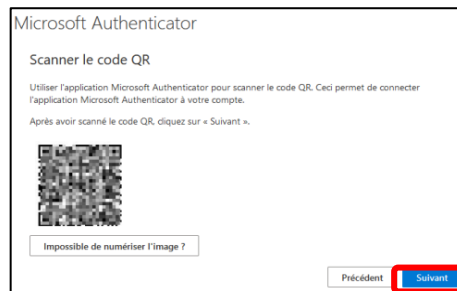 Microsoft Authenticator
Scanner le code QR
Utiliser l'application Microsoft Authenticator pour scanner le code QR. Ceci permet de connecter
l'application Microsoft Authenticator à votre compte.
Après avoir scanné le code QR, cliquez sur « Suivant ».
Impossible de numériser l'image ?
Précédent
Suivant